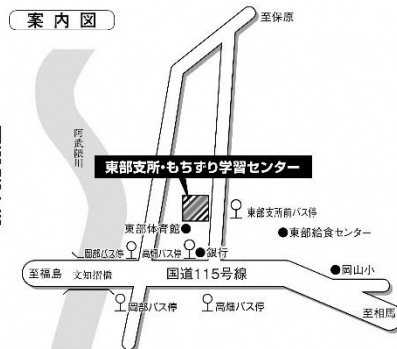 案内図
至保原
阿武隈川
東部支所・もちずり学習センター
東部支所前バス停
東部体育館
東部給食センター
岡部バス停
高畑バス停
銀行
岡山小
至福島
文知摺橋
国道115号線
岡部バス停
高畑バス停
至相馬